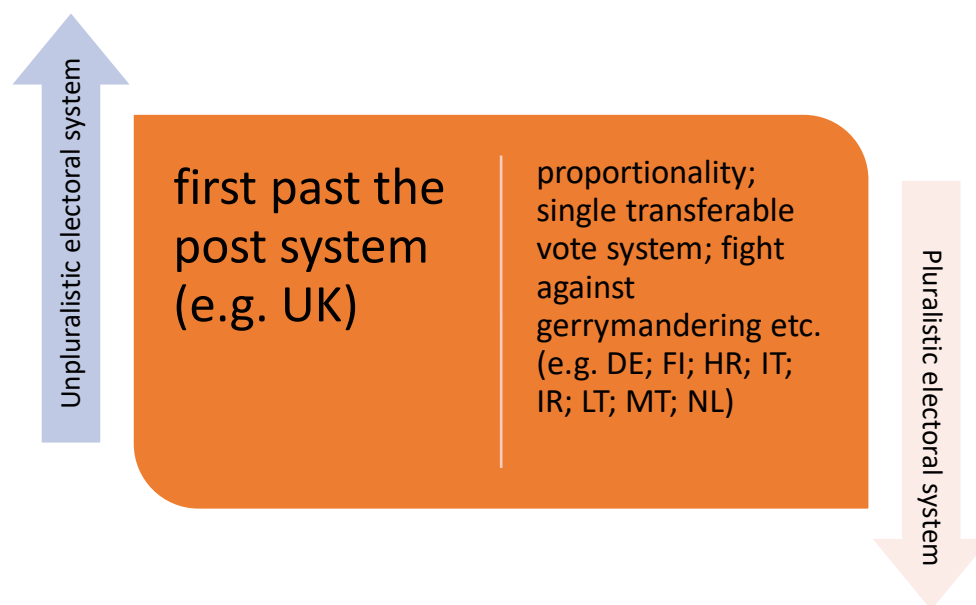 Unpluralistic electoral system
first past the
post system
(e.g. UK)
proportionality;
single transferable
vote system; fight
against
gerrymandering etc.
(e.g. DE; FI; HR; IT;
IR; LT; MT; NL)
Pluralistic electoral system